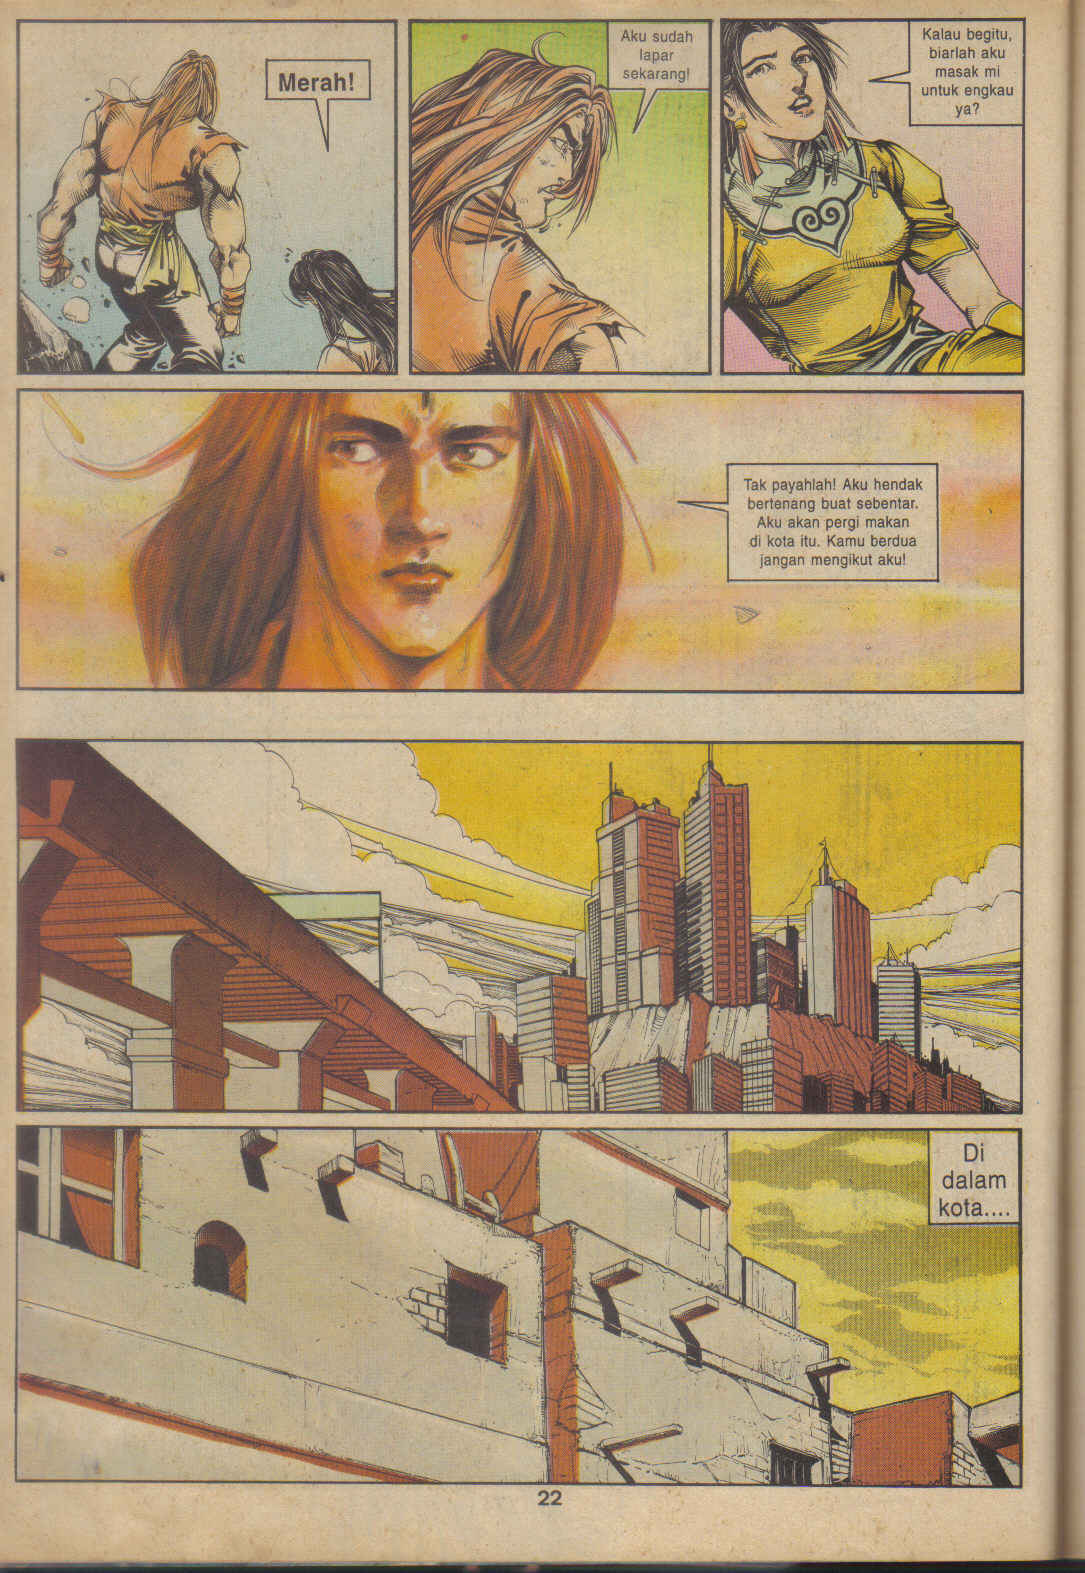 Merah!
Aku sudah
lapar
sekarang!
Kalau begitu,
biarlah aku
masak mi
untuk engkau
ya?
Tak payahlah! Aku hendak
bertenang buat sebentar.
Aku akan pergi makan
di kota itu. Kamu berdua
jangan mengikut aku!
Di
dalam
kota....
22